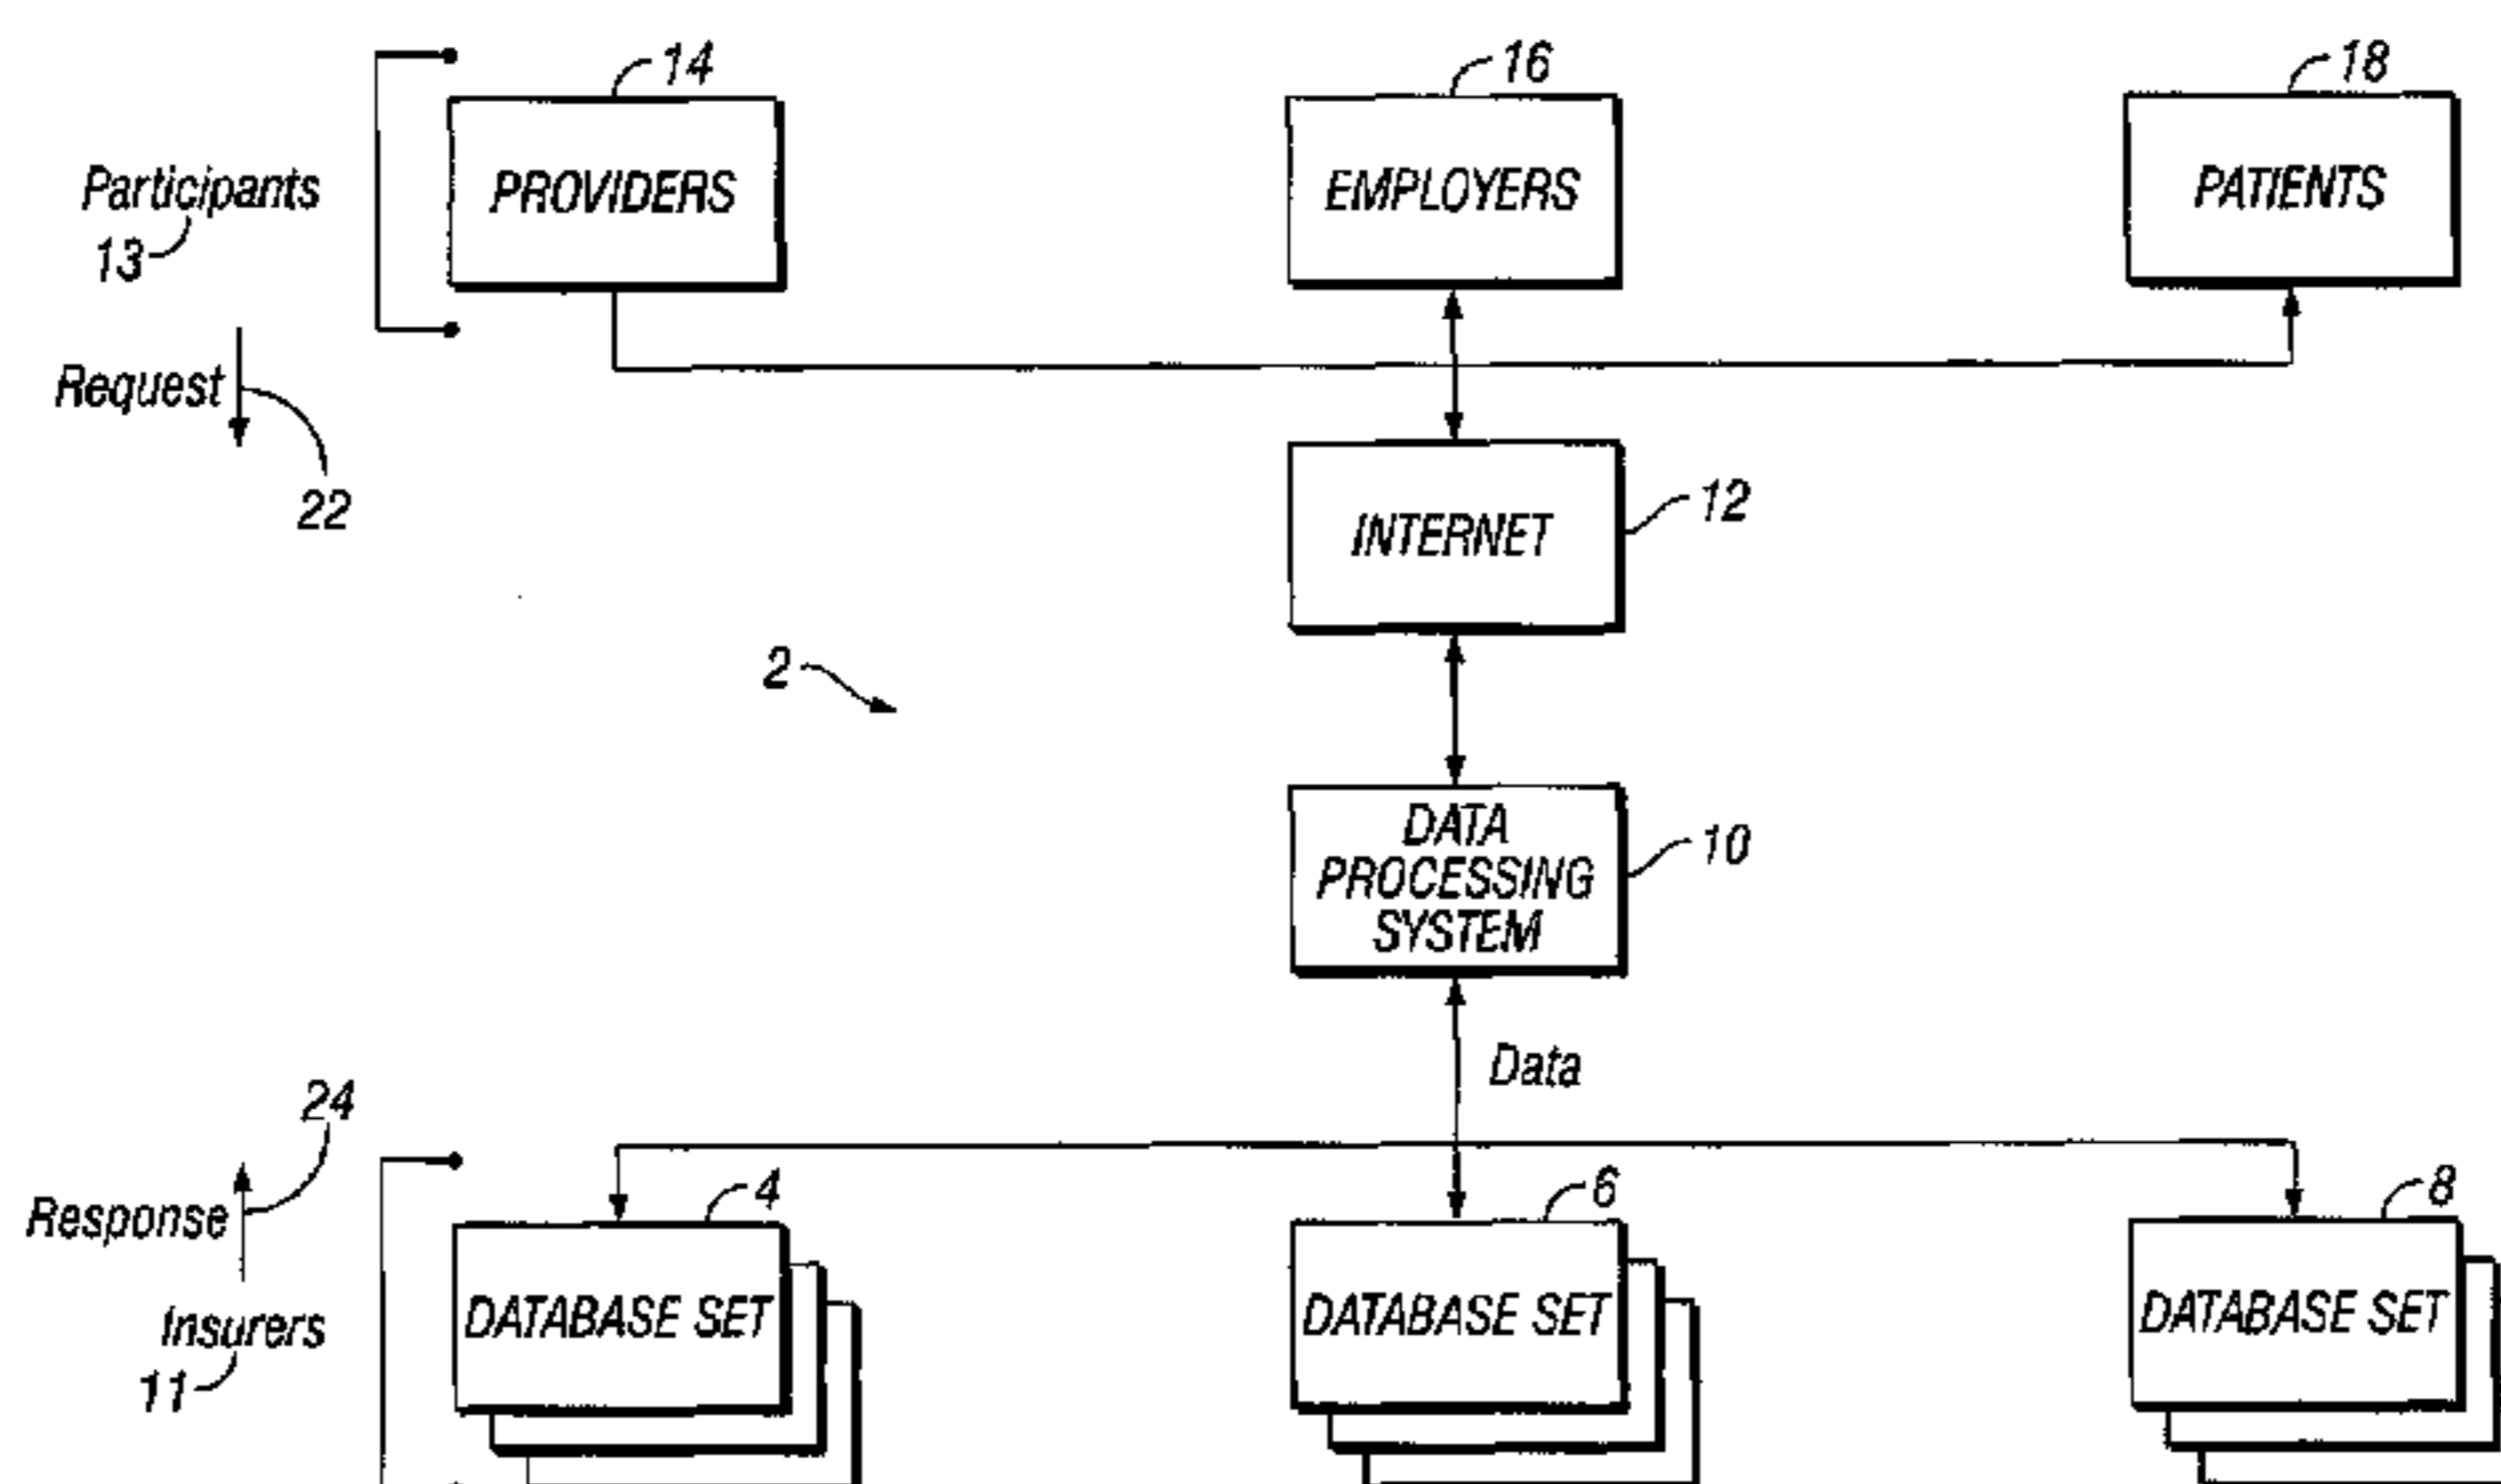 14
16
18
Participants
13
PROVIDERS
EMPLOYERS
PATIENTS
Request
22
INTERNET
12
2
DATA
PROCESSING
SYSTEM
10
Data
24
Response
Insurers
11
4
6
8
DATABASE SET
DATABASE SET
DATABASE SET